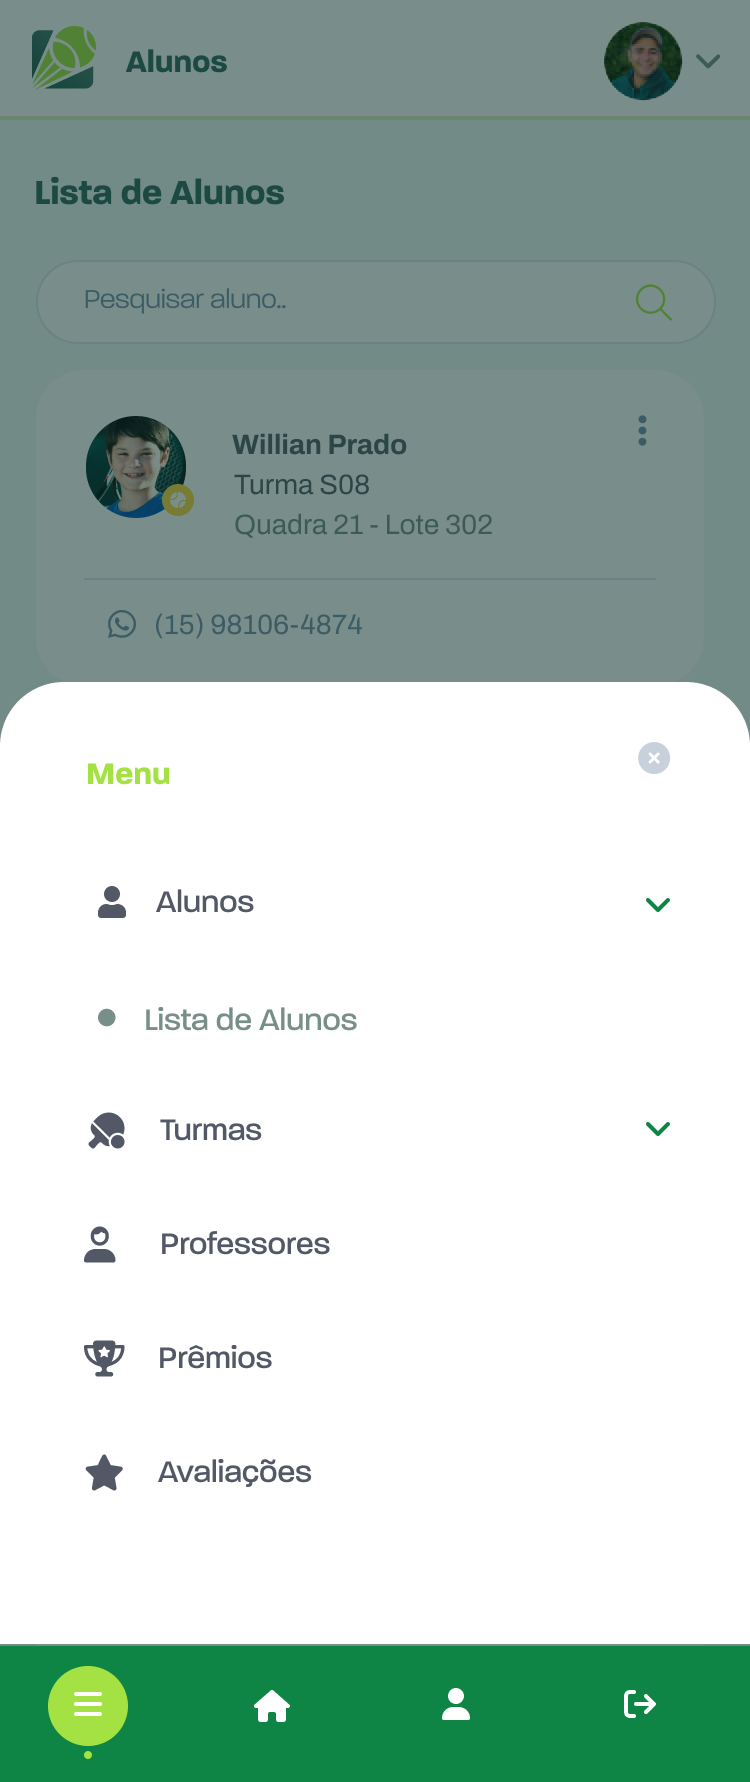 Alunos
Lista de Alunos
Pesquisar aluno..
Willian Prado
Turma S08
Quadra 21 - Lote 302
(15) 98106-4874
Menu
Alunos
Lista de Alunos
Turmas
Professores
Prêmios
Avaliações